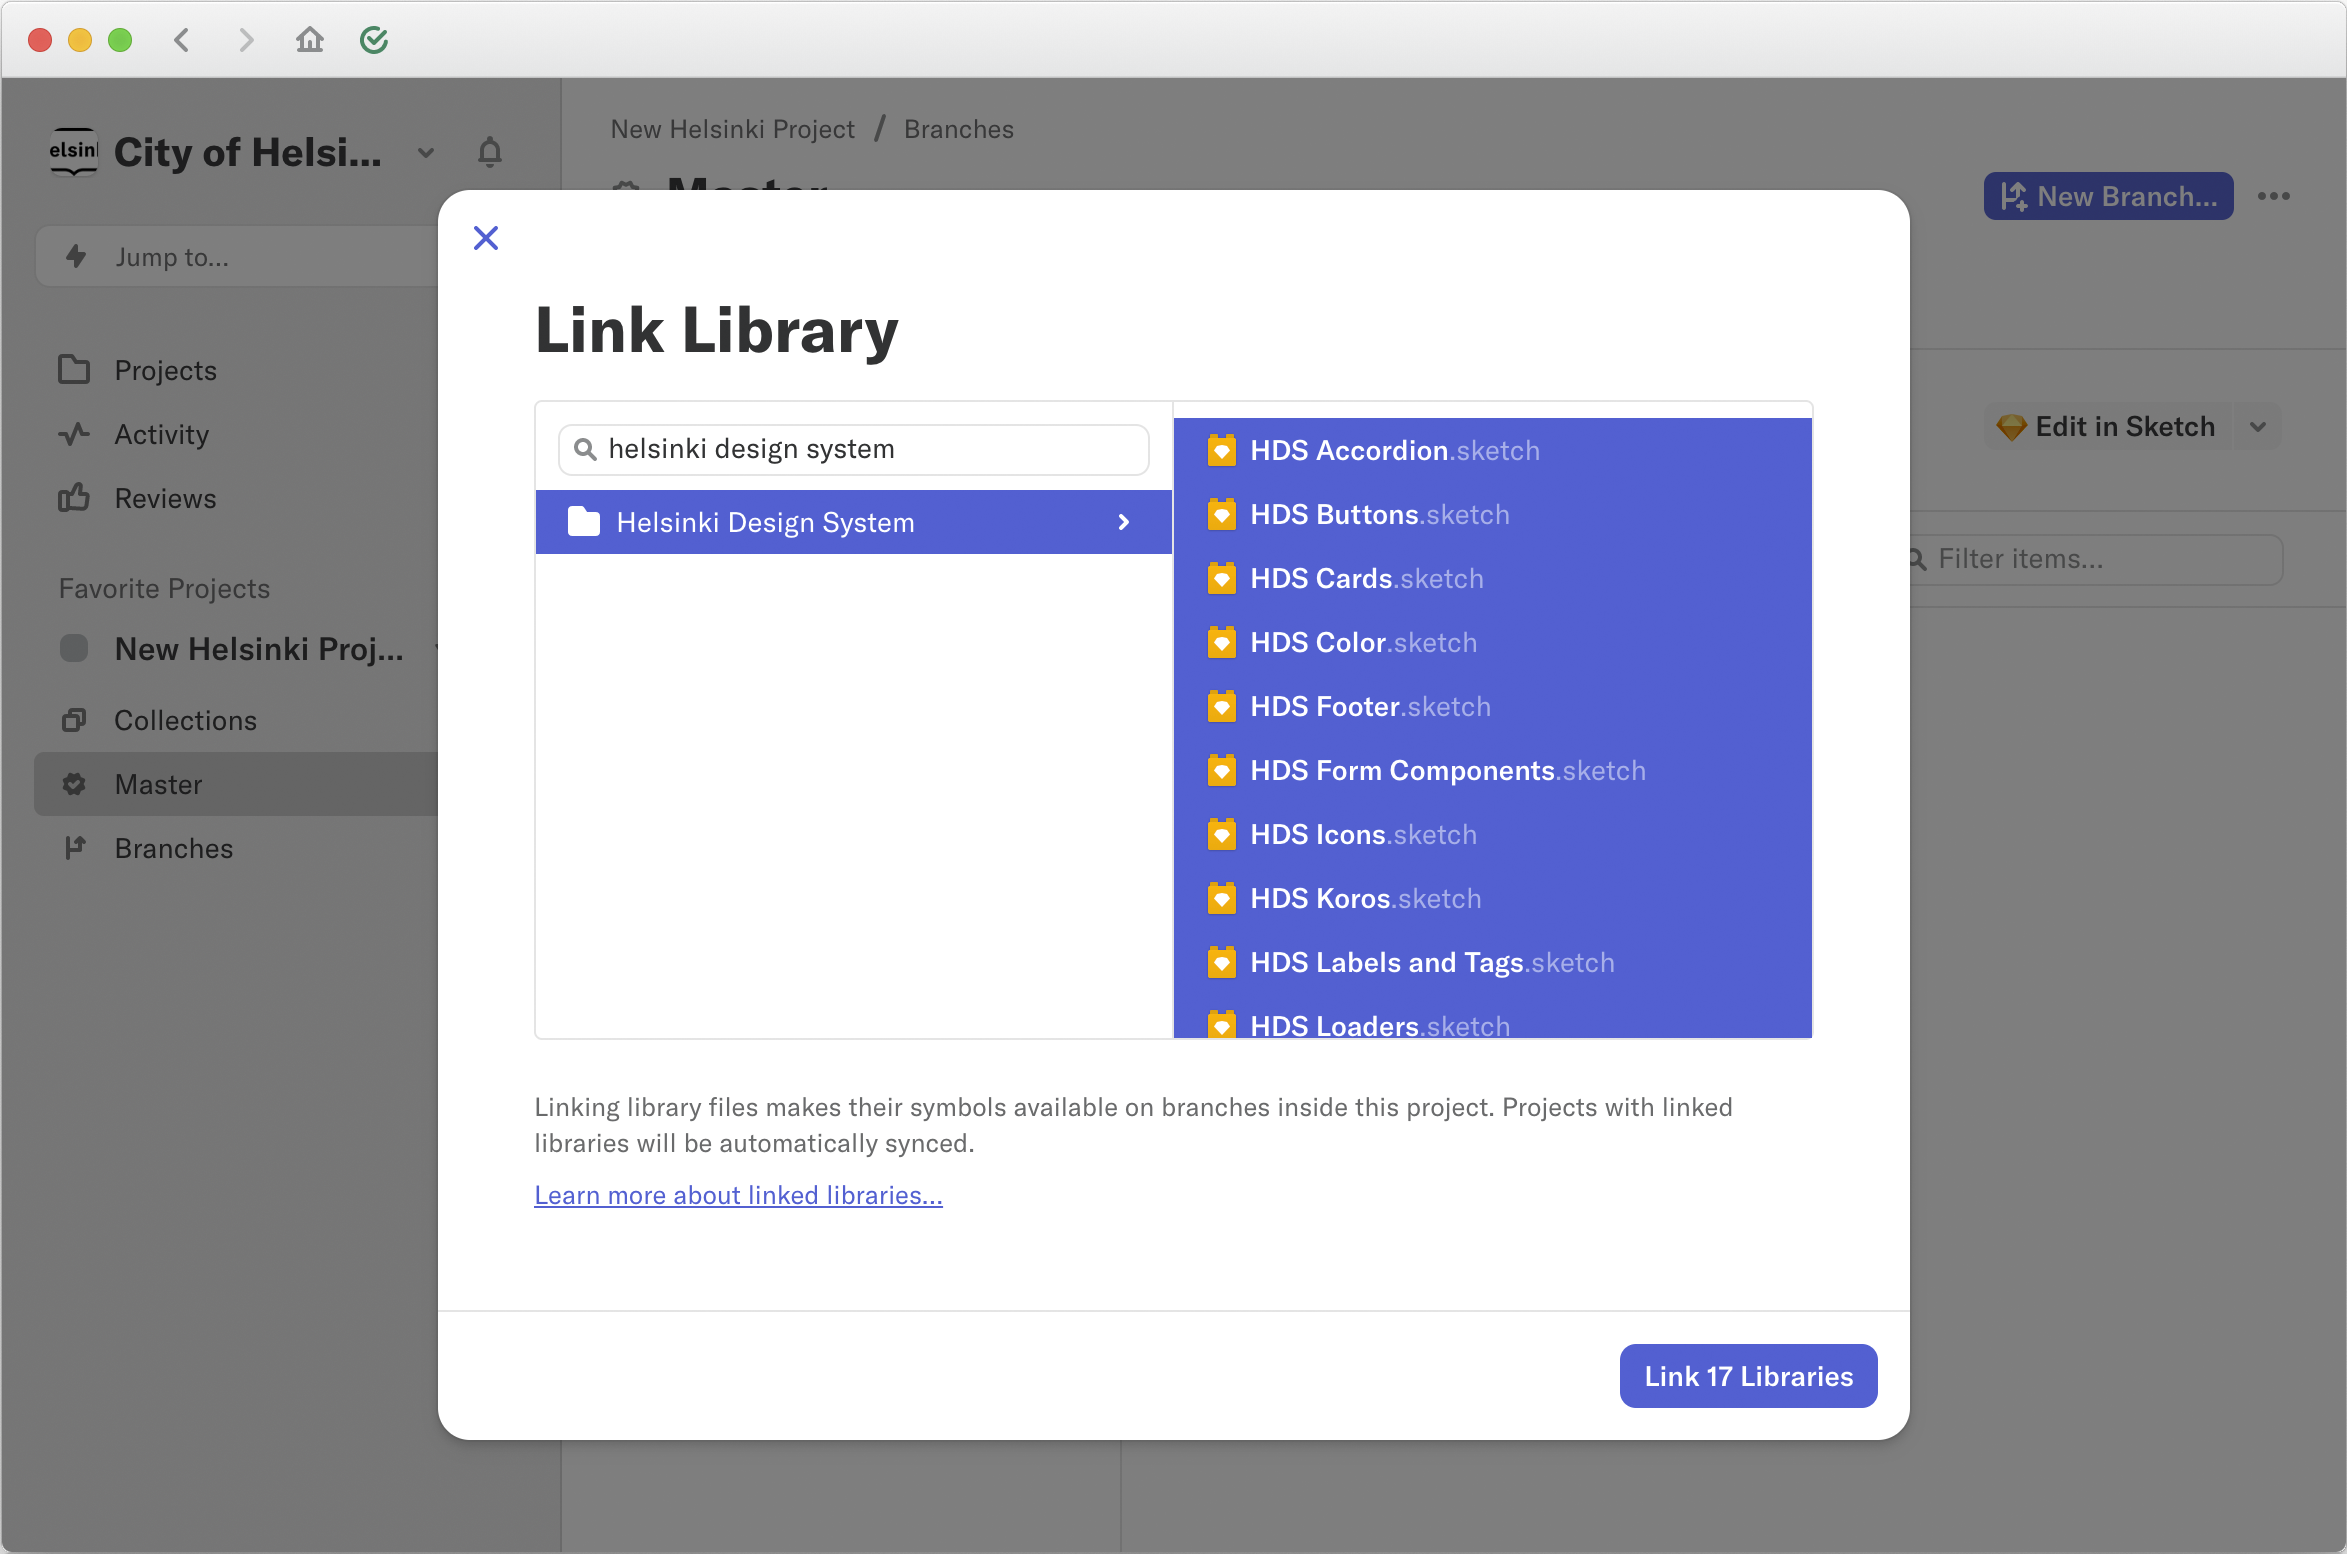 elsinl
City of Helsi...
New Helsinki Project / Branches
Master
New Branch...
Jump to...
Projects
Activity
Reviews
Favorite Projects
New Helsinki Proj...
Collections
Master
Branches
Edit in Sketch
Filter items...
Link Library
helsinki design system
Helsinki Design System
HDS Accordion.sketch
HDS Buttons.sketch
HDS Cards.sketch
HDS Color.sketch
HDS Footer.sketch
HDS Form Components.sketch
HDS Icons.sketch
HDS Koros.sketch
HDS Labels and Tags.sketch
HDS Loaders.sketch
Linking library files makes their symbols available on branches inside this project. Projects with linked
libraries will be automatically synced.
Learn more about linked libraries...
Link 17 Libraries